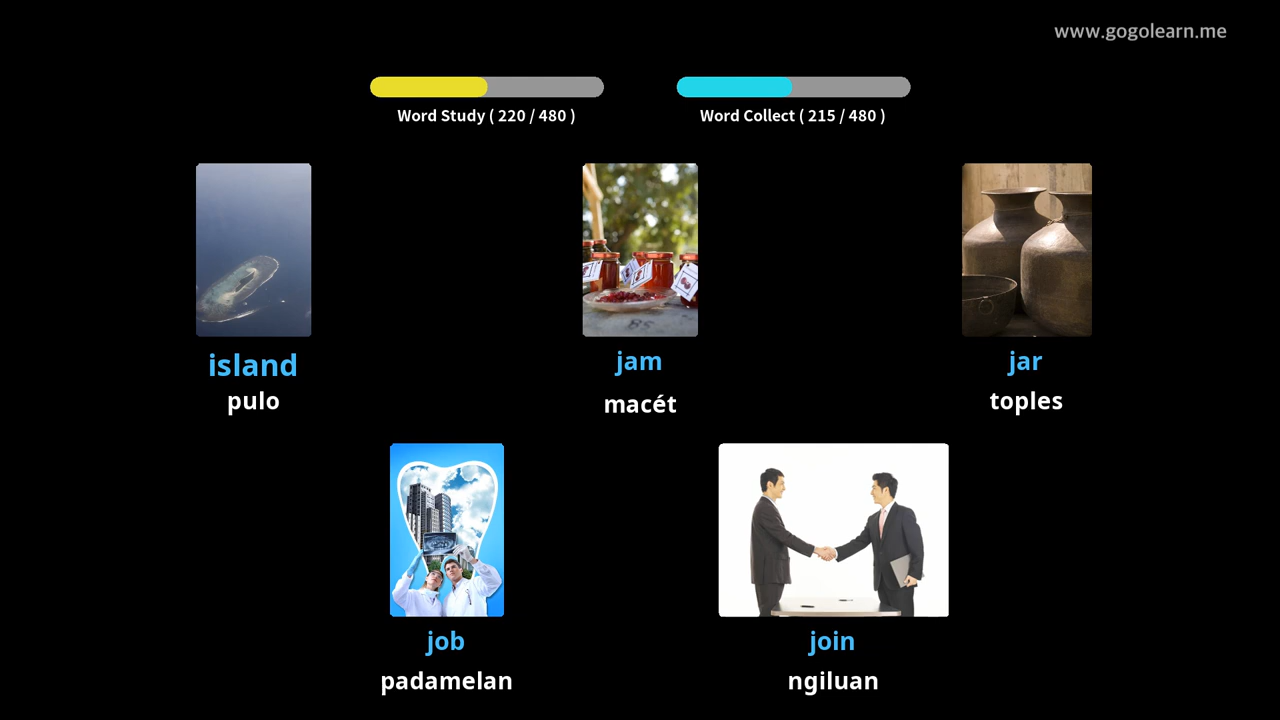 www.gogolearn.me
Word Study ( 220 / 480 )
Word Collect ( 215 / 480 )
island
pulo
jam
macét
jar
toples
job
padamelan
join
ngiluan